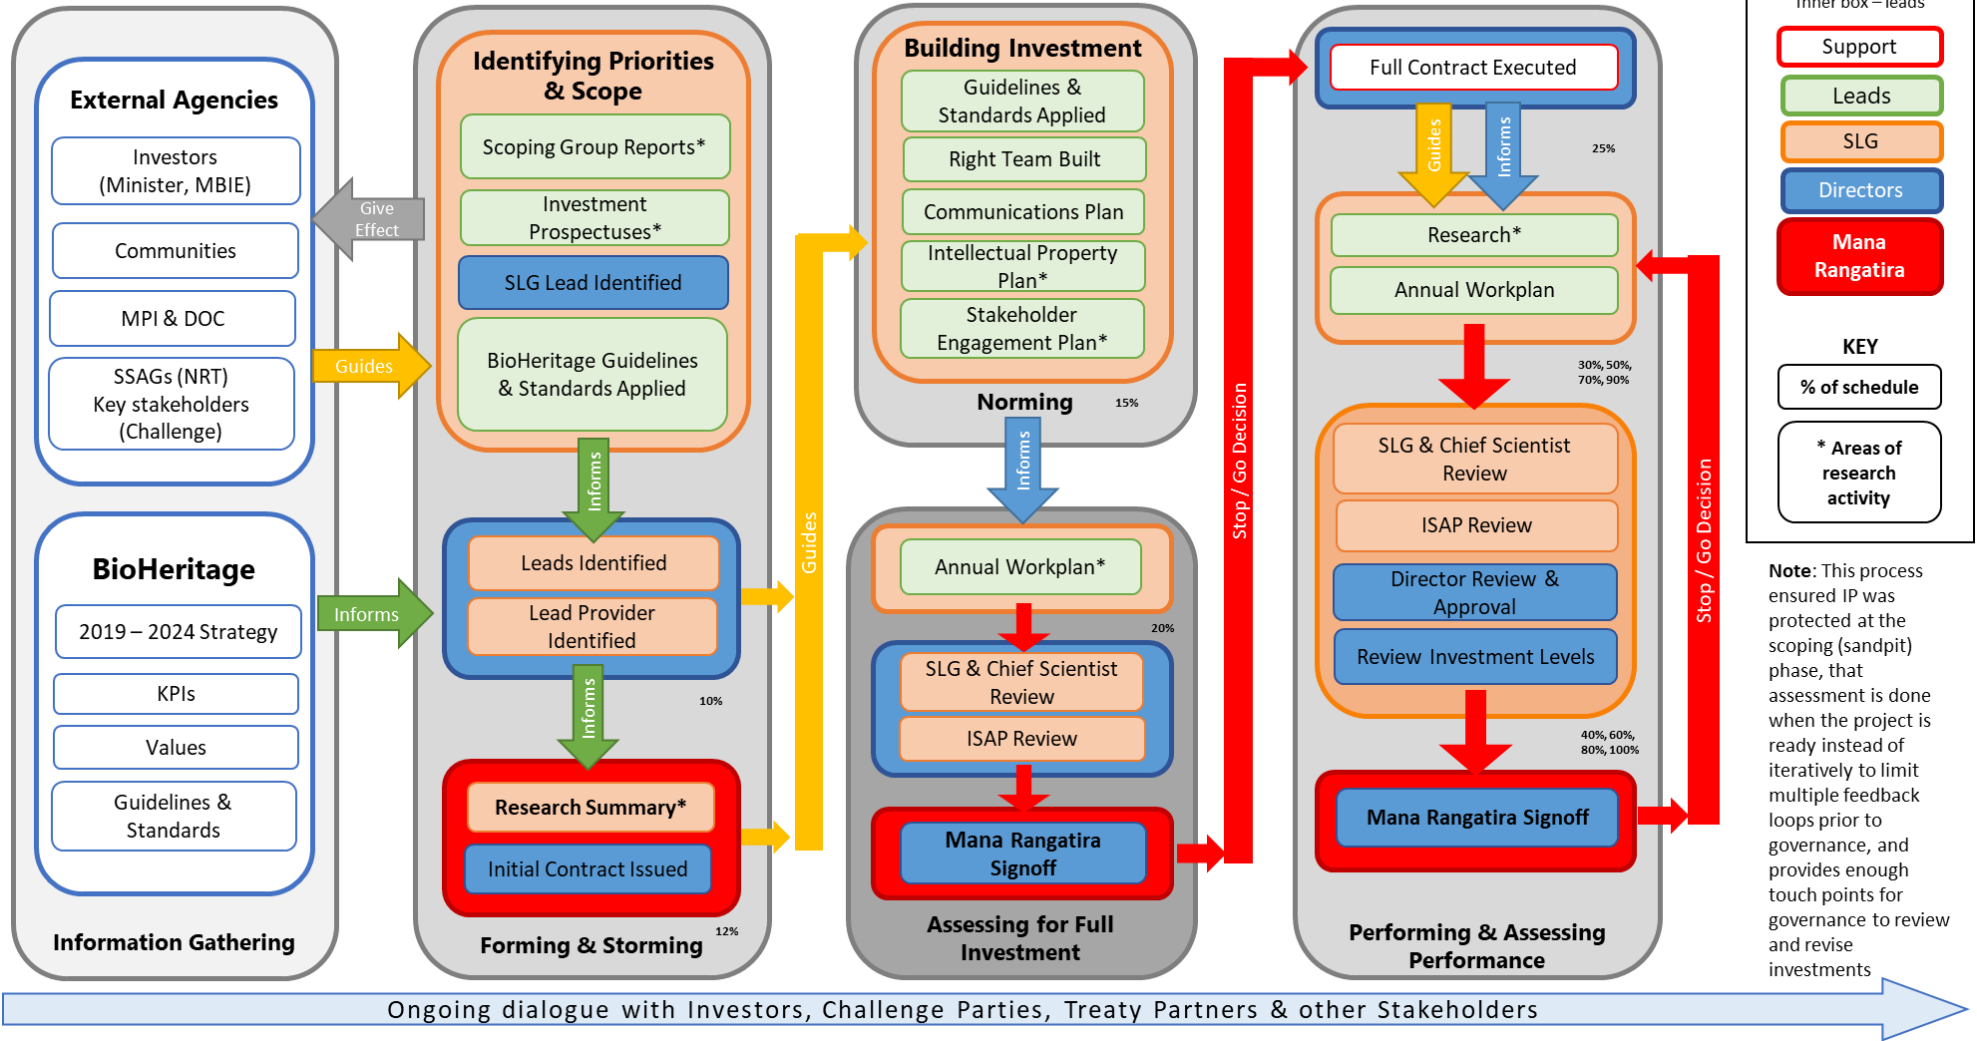 External Agencies
Investors
(Minister, MBIE)
Communities
MPI & DOC
SSAGs (NRT)
Key stakeholders
(Challenge)
BioHeritage
2019 – 2024 Strategy
KPIs
Values
Guidelines &
Standards
Information Gathering
Give
Effect
Guides
Informs
Identifying Priorities
& Scope
Scoping Group Reports*
Investment
Prospectuses*
SLG Lead Identified
BioHeritage Guidelines
& Standards Applied
Informs
Leads Identified
Lead Provider
Identified
10%
Informs
Research Summary*
Initial Contract Issued
12%
Forming & Storming
Guides
Building Investment
Guidelines &
Standards Applied
Right Team Built
Communications Plan
Intellectual Property
Plan*
Stakeholder
Engagement Plan*
Norming
15%
Informs
Annual Workplan*
20%
SLG & Chief Scientist
Review
ISAP Review
Mana Rangatira
Signoff
Assessing for Full
Investment
Stop / Go Decision
Full Contract Executed
Guides
Informs
25%
Research*
Annual Workplan
30%, 50%,
70%, 90%
SLG & Chief Scientist
Review
ISAP Review
Director Review &
Approval
Review Investment Levels
40%, 60%,
80%, 100%
Mana Rangatira Signoff
Performing & Assessing
Performance
Stop / Go Decision
Inner box – leads
Support
Leads
SLG
Directors
Mana
Rangatira
KEY
% of schedule
* Areas of
research
activity
Note: This process
ensured IP was
protected at the
scoping (sandpit)
phase, that
assessment is done
when the project is
ready instead of
iteratively to limit
multiple feedback
loops prior to
governance, and
provides enough
touch points for
governance to review
and revise
investments
Ongoing dialogue with Investors, Challenge Parties, Treaty Partners & other Stakeholders